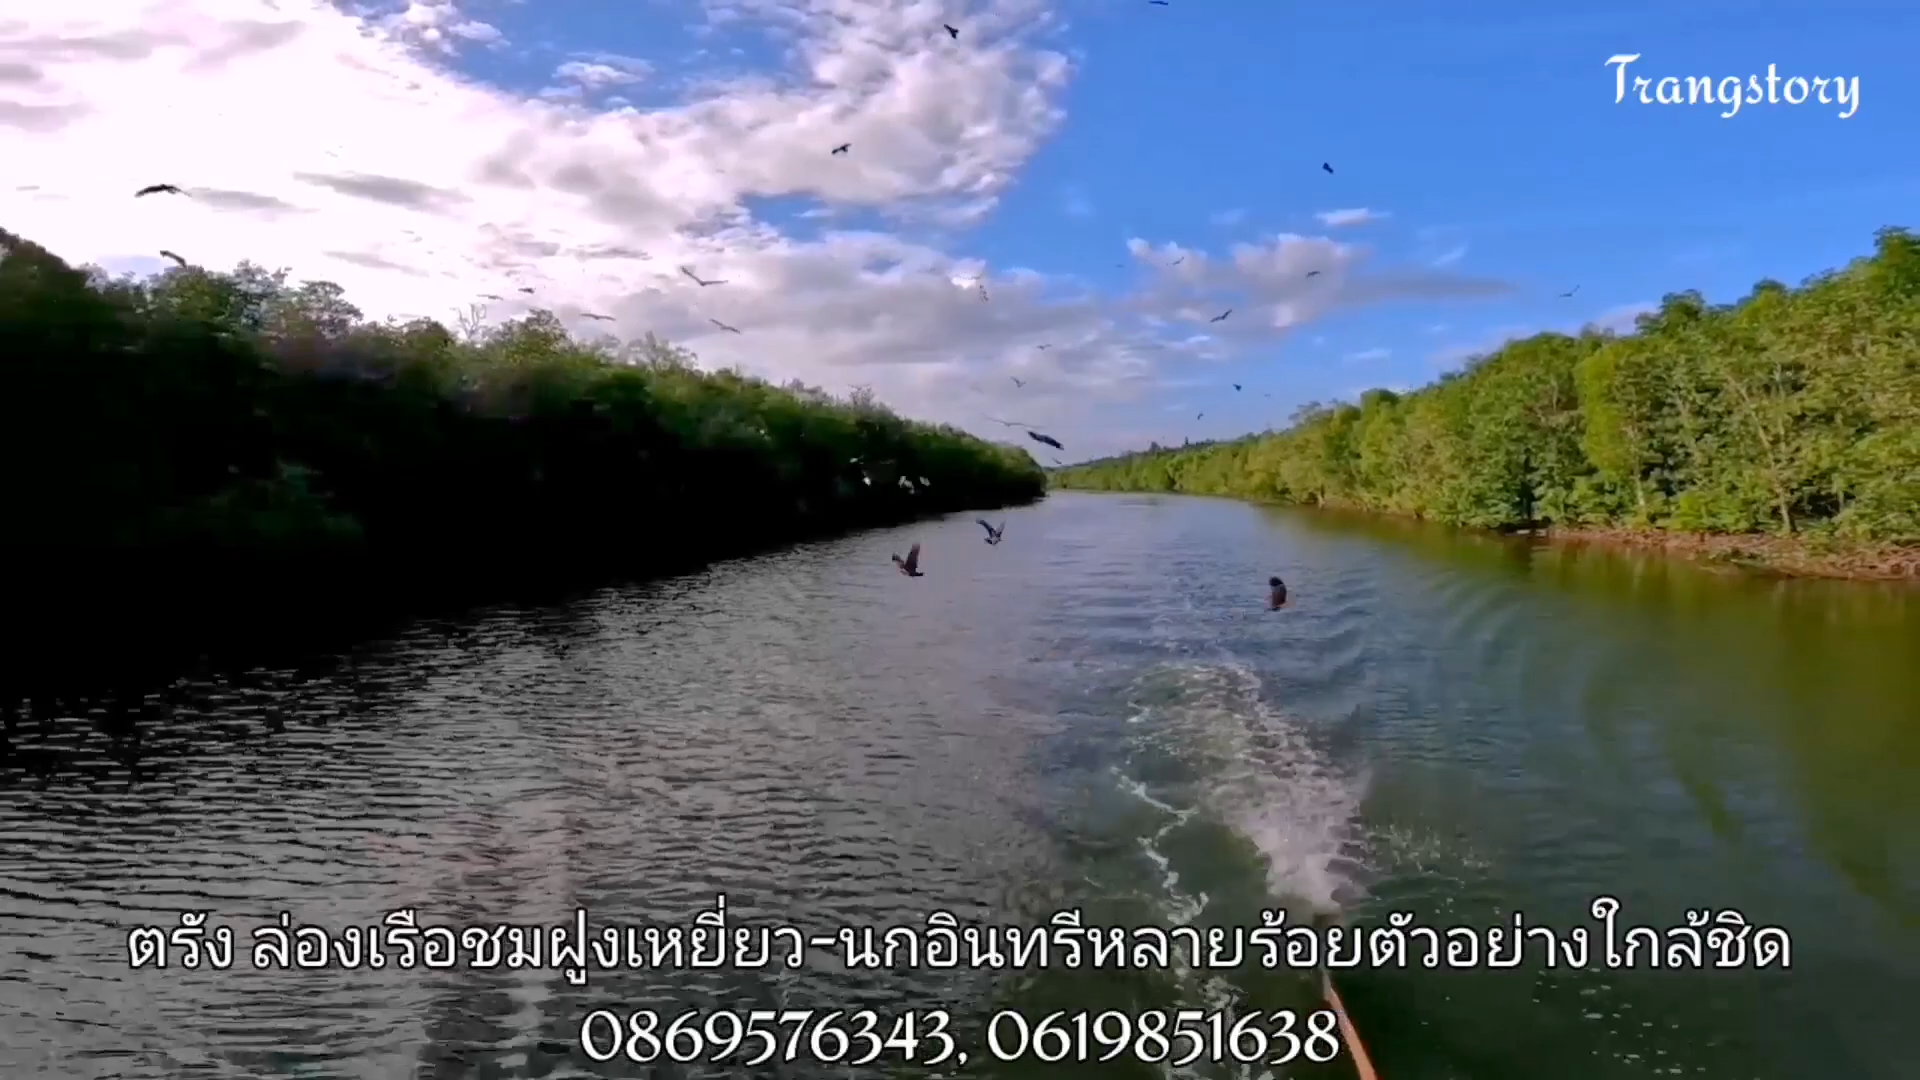 Trangstory
ตรัง ล่องเรือชมฝูงเหยี่ยว-นกอินทรีหลายร้อยตัวอย่างใกล้ชิด
0869576343, 0619851638